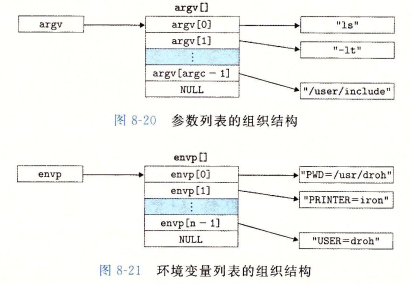 argv[]
argv
argv[0]
"ls"
argv[1]
"-lt"
⋮
argv[argc - 1]
"/user/include"
NULL
图 8-20 参数列表的组织结构
envp[]
envp
envp[0]
"PWD=/usr/droh"
envp[1]
"PRINTER=iron"
⋮
envp[n - 1]
"USER=droh"
NULL
图 8-21 环境变量列表的组织结构